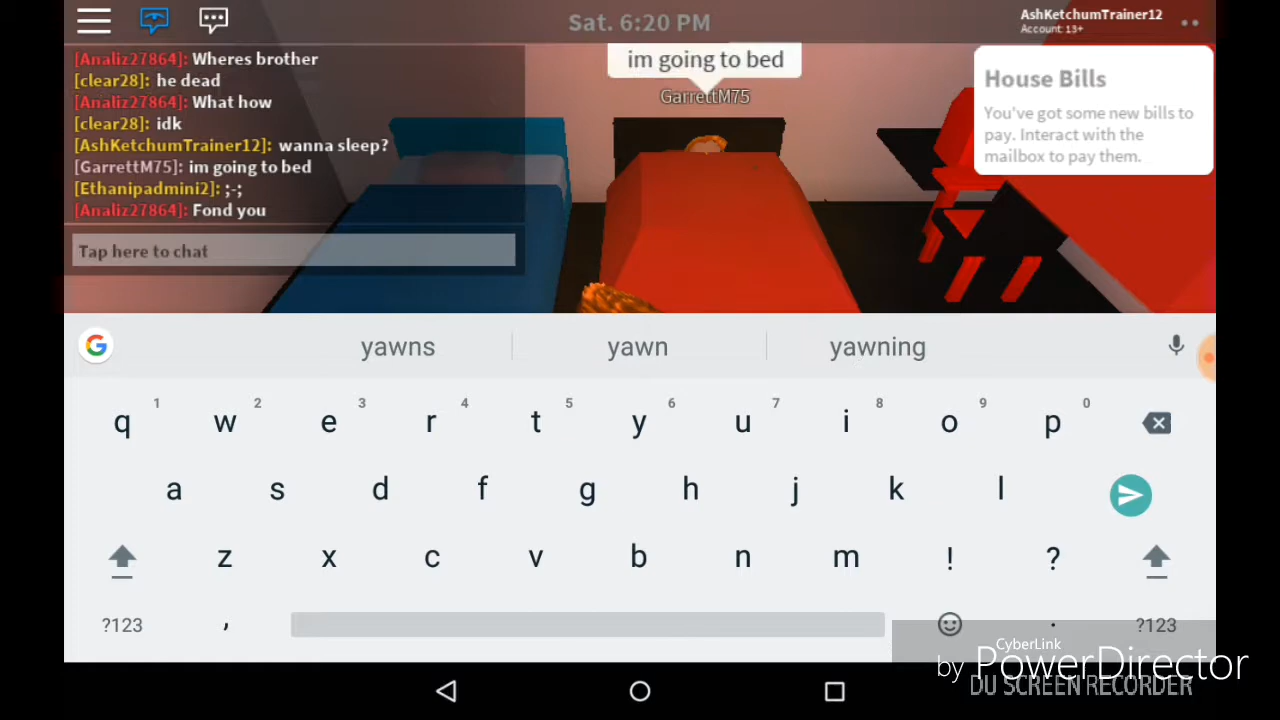 Sat. 6:20 PM
AshKetchumTrainer12
Account: 13+
[Analiz27864]: Wheres brother
[clear28]: he dead
[Analiz27864]: What how
[clear28]: idk
[AshKetchumTrainer12]: wanna sleep?
[GarrettM75]: im going to bed
[Ethanipadmini2]: ;-;
[Analiz27864]: Fond you
Tap here to chat
im going to bed
GarrettM75
House Bills
You've got some new bills to
pay. Interact with the
mailbox to pay them.
G yawns yawn yawning
1 2 3 4 5 6 7 8 9 0
q w e r t y u i o p
a s d f g h j k l
z x c v b n m ! ?
?123 , . ?123
CyberLink
by PowerDirector
DU SCREEN RECORDER